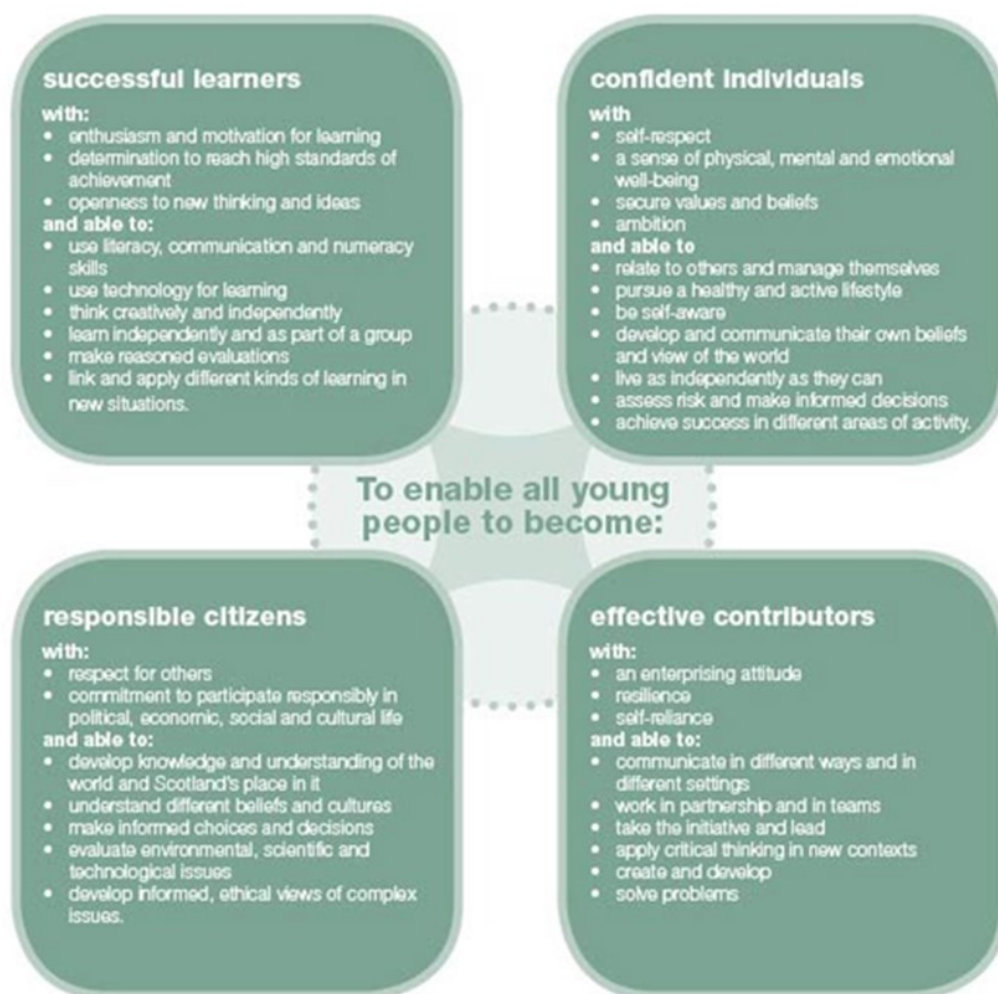 successful learners
with:
• enthusiasm and motivation for learning
• determination to reach high standards of
achievement
• openness to new thinking and ideas
and able to:
• use literacy, communication and numeracy
skills
• use technology for learning
• think creatively and independently
• learn independently and as part of a group
• make reasoned evaluations
• link and apply different kinds of learning in
new situations.
confident individuals
with
• self-respect
• a sense of physical, mental and emotional
well-being
• secure values and beliefs
• ambition
and able to
• relate to others and manage themselves
• pursue a healthy and active lifestyle
• be self-aware
• develop and communicate their own beliefs
and view of the world
• live as independently as they can
• assess risk and make informed decisions
• achieve success in different areas of activity.
To enable all young
people to become:
responsible citizens
with:
• respect for others
• commitment to participate responsibly in
political, economic, social and cultural life
and able to:
• develop knowledge and understanding of the
world and Scotland's place in it
• understand different beliefs and cultures
• make informed choices and decisions
• evaluate environmental, scientific and
technological issues
• develop informed, ethical views of complex
issues.
effective contributors
with:
• an enterprising attitude
• resilience
• self-reliance
and able to:
• communicate in different ways and in
different settings
• work in partnership and in teams
• take the initiative and lead
• apply critical thinking in new contexts
• create and develop
• solve problems